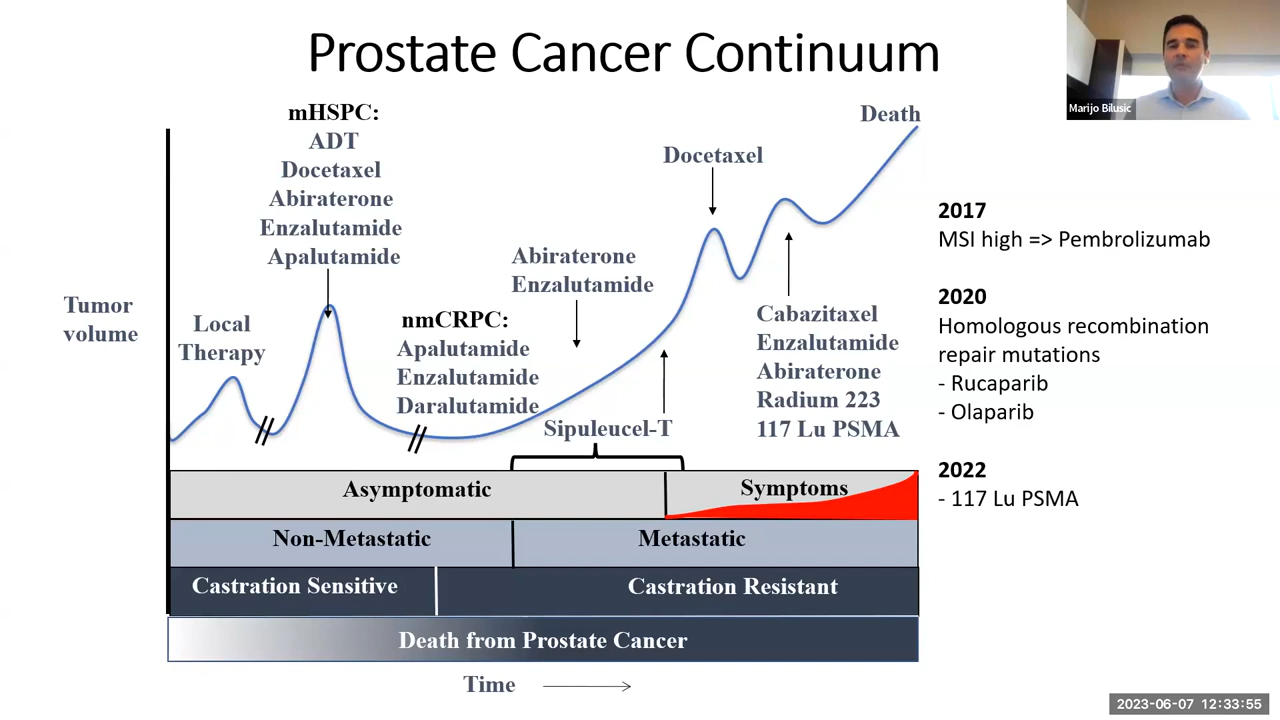 Prostate Cancer Continuum
Marijo Bilusic
mHSPC:
ADT
Docetaxel
Abiraterone
Enzalutamide
Apalutamide
Death
Docetaxel
2017
MSI high => Pembrolizumab
Abiraterone
Enzalutamide
Tumor
volume
Local
Therapy
nmCRPC:
Apalutamide
Enzalutamide
Daralutamide
Cabazitaxel
Enzalutamide
Abiraterone
Radium 223
117 Lu PSMA
2020
Homologous recombination
repair mutations
- Rucaparib
- Olaparib
Sipuleucel-T
2022
- 117 Lu PSMA
Asymptomatic
Symptoms
Non-Metastatic
Metastatic
Castration Sensitive
Castration Resistant
Death from Prostate Cancer
Time
2023-06-07 12:33:55